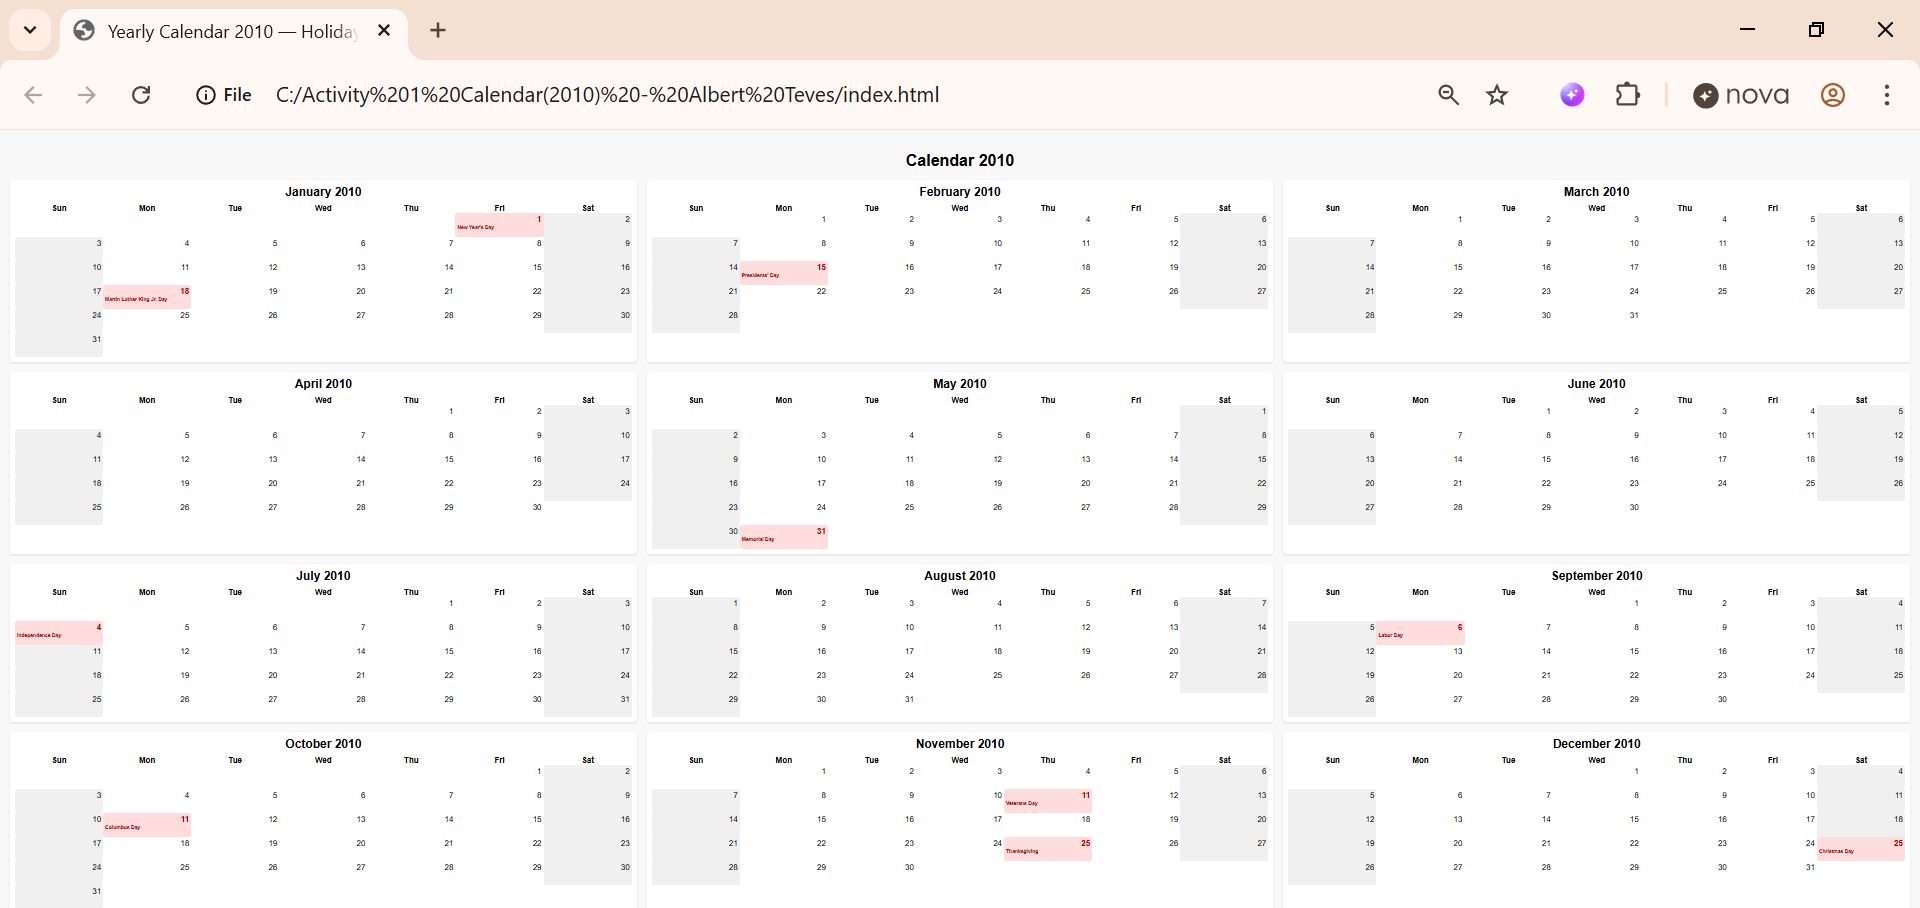 Yearly Calendar 2010 — Holiday
File C:/Activity%201%20Calendar(2010)%20-%20Albert%20Teves/index.html
nova
Calendar 2010
January 2010
Sun Mon Tue Wed Thu Fri Sat
1 2
New Year's Day
3 4 5 6 7 8 9
10 11 12 13 14 15 16
17 18 19 20 21 22 23
Martin Luther King Jr. Day
24 25 26 27 28 29 30
31
February 2010
Sun Mon Tue Wed Thu Fri Sat
1 2 3 4 5 6
7 8 9 10 11 12 13
14 15 16 17 18 19 20
Presidents' Day
21 22 23 24 25 26 27
28
March 2010
Sun Mon Tue Wed Thu Fri Sat
1 2 3 4 5 6
7 8 9 10 11 12 13
14 15 16 17 18 19 20
21 22 23 24 25 26 27
28 29 30 31
April 2010
Sun Mon Tue Wed Thu Fri Sat
1 2 3
4 5 6 7 8 9 10
11 12 13 14 15 16 17
18 19 20 21 22 23 24
25 26 27 28 29 30
May 2010
Sun Mon Tue Wed Thu Fri Sat
1
2 3 4 5 6 7 8
9 10 11 12 13 14 15
16 17 18 19 20 21 22
23 24 25 26 27 28 29
30 31
Memorial Day
June 2010
Sun Mon Tue Wed Thu Fri Sat
1 2 3 4 5
6 7 8 9 10 11 12
13 14 15 16 17 18 19
20 21 22 23 24 25 26
27 28 29 30
July 2010
Sun Mon Tue Wed Thu Fri Sat
1 2 3
4 5 6 7 8 9 10
Independence Day
11 12 13 14 15 16 17
18 19 20 21 22 23 24
25 26 27 28 29 30 31
August 2010
Sun Mon Tue Wed Thu Fri Sat
1 2 3 4 5 6 7
8 9 10 11 12 13 14
15 16 17 18 19 20 21
22 23 24 25 26 27 28
29 30 31
September 2010
Sun Mon Tue Wed Thu Fri Sat
1 2 3 4
5 6 7 8 9 10 11
Labor Day
12 13 14 15 16 17 18
19 20 21 22 23 24 25
26 27 28 29 30
October 2010
Sun Mon Tue Wed Thu Fri Sat
1 2
3 4 5 6 7 8 9
10 11 12 13 14 15 16
Columbus Day
17 18 19 20 21 22 23
24 25 26 27 28 29 30
31
November 2010
Sun Mon Tue Wed Thu Fri Sat
1 2 3 4 5 6
7 8 9 10 11 12 13
Veterans Day
14 15 16 17 18 19 20
21 22 23 24 25 26 27
Thanksgiving
28 29 30
December 2010
Sun Mon Tue Wed Thu Fri Sat
1 2 3 4
5 6 7 8 9 10 11
12 13 14 15 16 17 18
19 20 21 22 23 24 25
Christmas Day
26 27 28 29 30 31